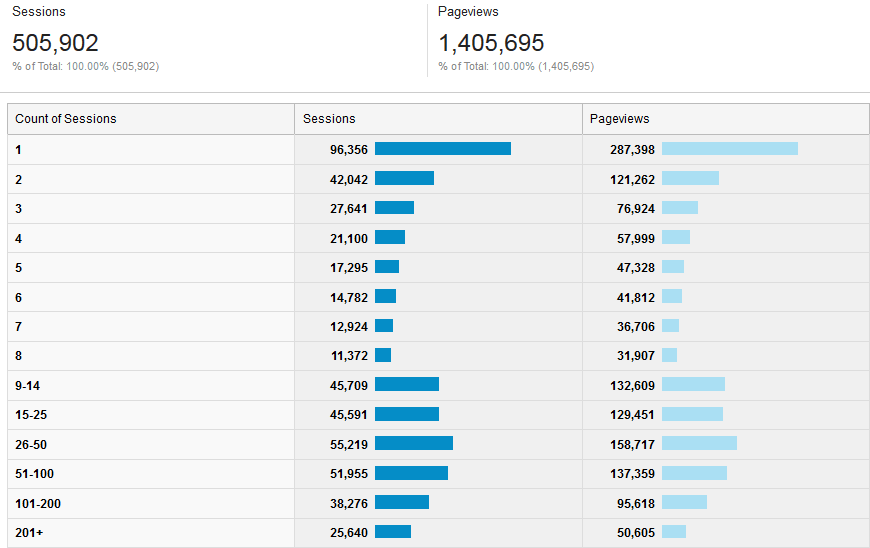 Sessions Pageviews
505,902 1,405,695
% of Total: 100.00% (505,902) % of Total: 100.00% (1,405,695)
Count of Sessions Sessions Pageviews
1 96,356 287,398
2 42,042 121,262
3 27,641 76,924
4 21,100 57,999
5 17,295 47,328
6 14,782 41,812
7 12,924 36,706
8 11,372 31,907
9-14 45,709 132,609
15-25 45,591 129,451
26-50 55,219 158,717
51-100 51,955 137,359
101-200 38,276 95,618
201+ 25,640 50,605